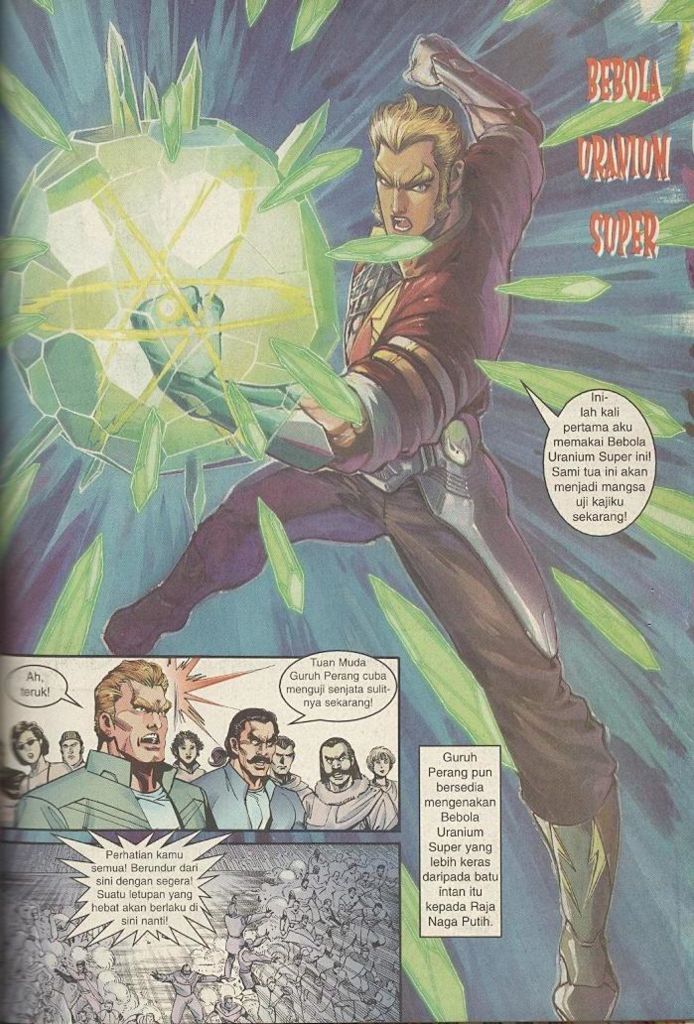 BEBOLA
URANIUM
SUPER
Ini-
lah kali
pertama aku
memakai Bebola
Uranium Super ini!
Sami tua ini akan
menjadi mangsa
uji kajiku
sekarang!
Ah,
teruk!
Tuan Muda
Guruh Perang cuba
menguji senjata sulit-
nya sekarang!
Guruh
Perang pun
bersedia
mengenakan
Bebola
Uranium
Super yang
lebih keras
daripada batu
intan itu
kepada Raja
Naga Putih.
Perhatian kamu
semua! Berundur dari
sini dengan segera!
Suatu letupan yang
hebat akan berlaku di
sini nanti!